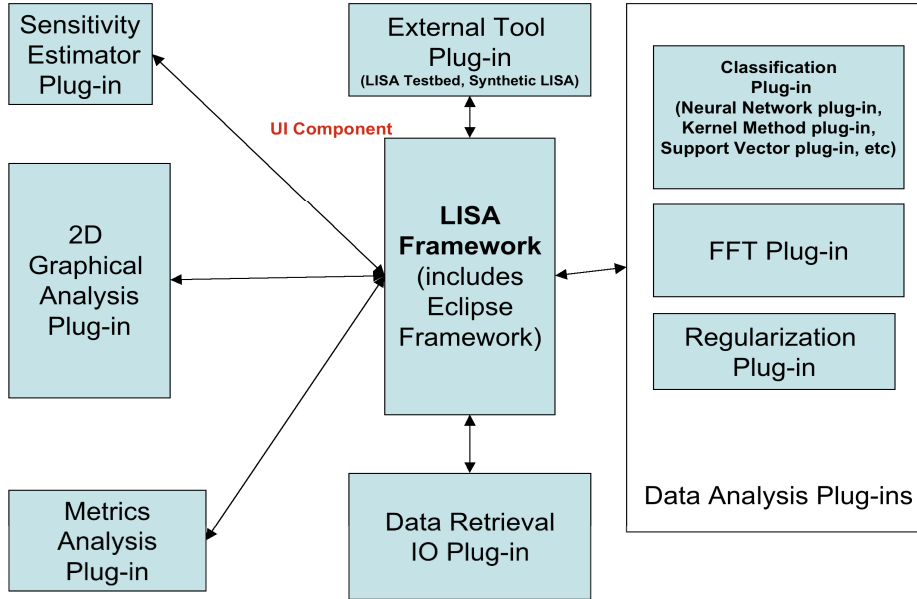 Sensitivity
Estimator
Plug-in
External Tool
Plug-in
(LISA Testbed, Synthetic LISA)
Classification
Plug-in
(Neural Network plug-in,
Kernel Method plug-in,
Support Vector plug-in, etc)
UI Component
2D
Graphical
Analysis
Plug-in
LISA
Framework
(includes
Eclipse
Framework)
FFT Plug-in
Regularization
Plug-in
Data Analysis Plug-ins
Metrics
Analysis
Plug-in
Data Retrieval
IO Plug-in